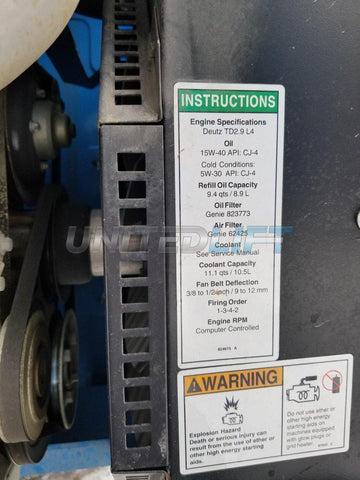 INSTRUCTIONS
Engine Specifications
Deutz TD2.9 L4
Oil
15W-40 API: CJ-4
Cold Conditions:
5W-30 API: CJ-4
Refill Oil Capacity
9.4 qts / 8.9 L
Oil Filter
Genie 823773
Air Filter
Genie 62425
UNITED LIFT
Coolant
See Service Manual
Coolant Capacity
11.1 qts / 10.5L
Fan Belt Deflection
3/8 to 1/2 inch / 9 to 12 mm
Firing Order
1-3-4-2
Engine RPM
Computer Controlled
WARNING
Explosion Hazard
Death or serious injury can
result from the use of ether or
other high energy starting
aids.
Do not use ether or
other high energy
starting aids on
machines equipped
with glow plugs or
grid heater.